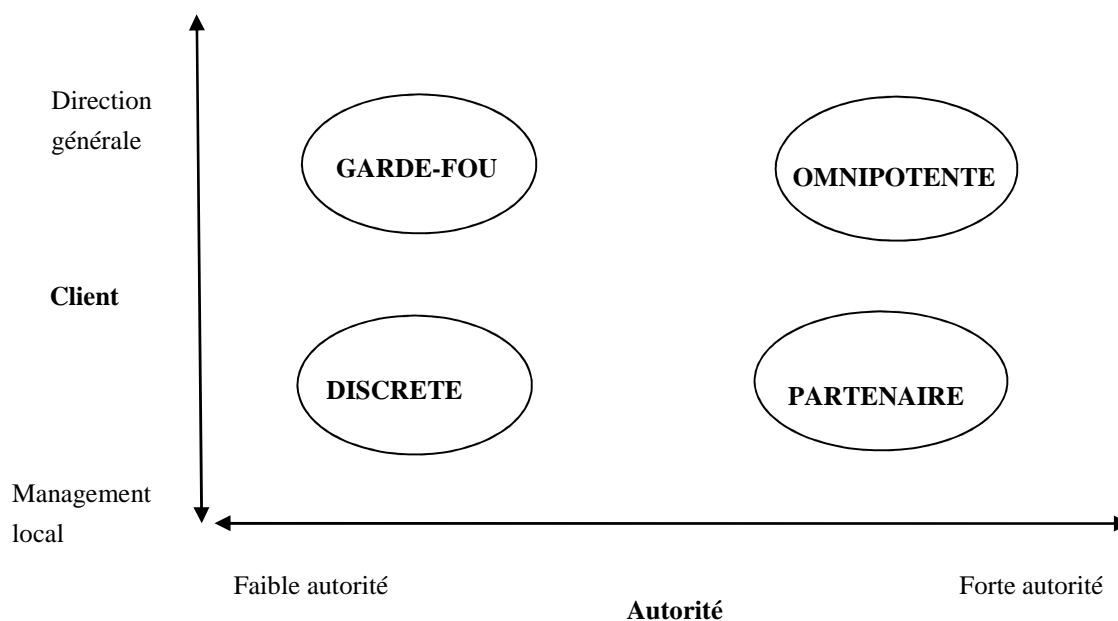 Direction
générale
GARDE-FOU
OMNIPOTENTE
Client
DISCRETE
PARTENAIRE
Management
local
Faible autorité
Forte autorité
Autorité